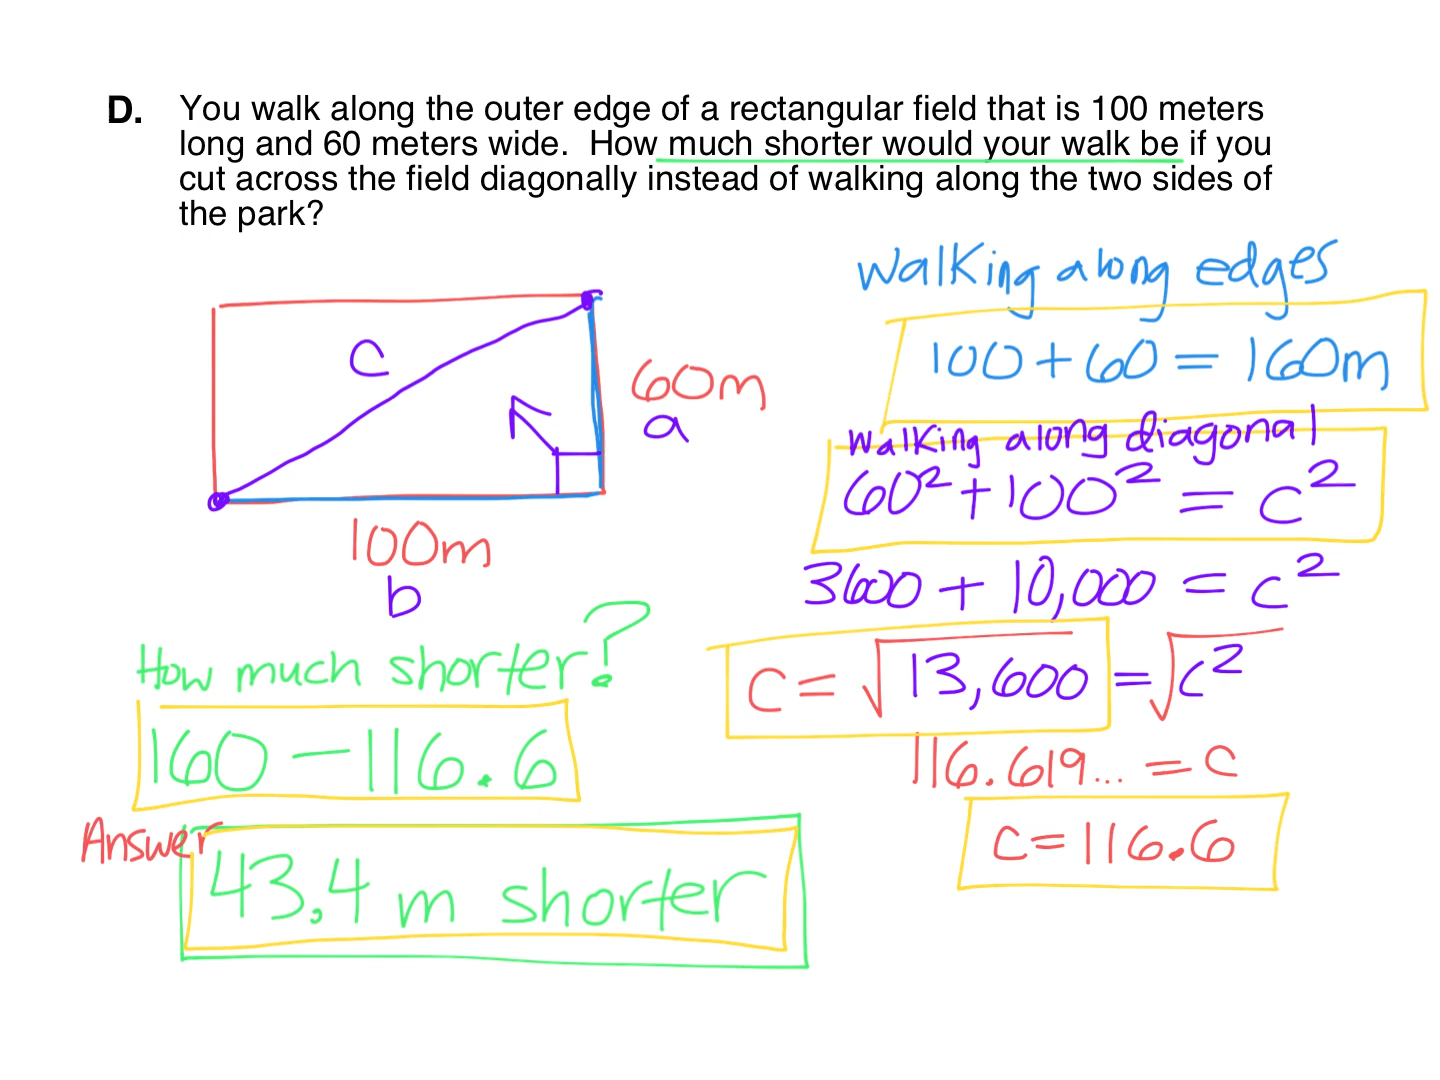 D. You walk along the outer edge of a rectangular field that is 100 meters
long and 60 meters wide. How much shorter would your walk be if you
cut across the field diagonally instead of walking along the two sides of
the park?
walking along edges
100 + 60 = 160m
walking along diagonal
60² + 100² = c²
3600 + 10,000 = c²
c = √13,600 = √c²
116.619... = c
c = 116.6
c
60m
a
100m
b
How much shorter?
160 - 116.6
Answer
43.4 m shorter